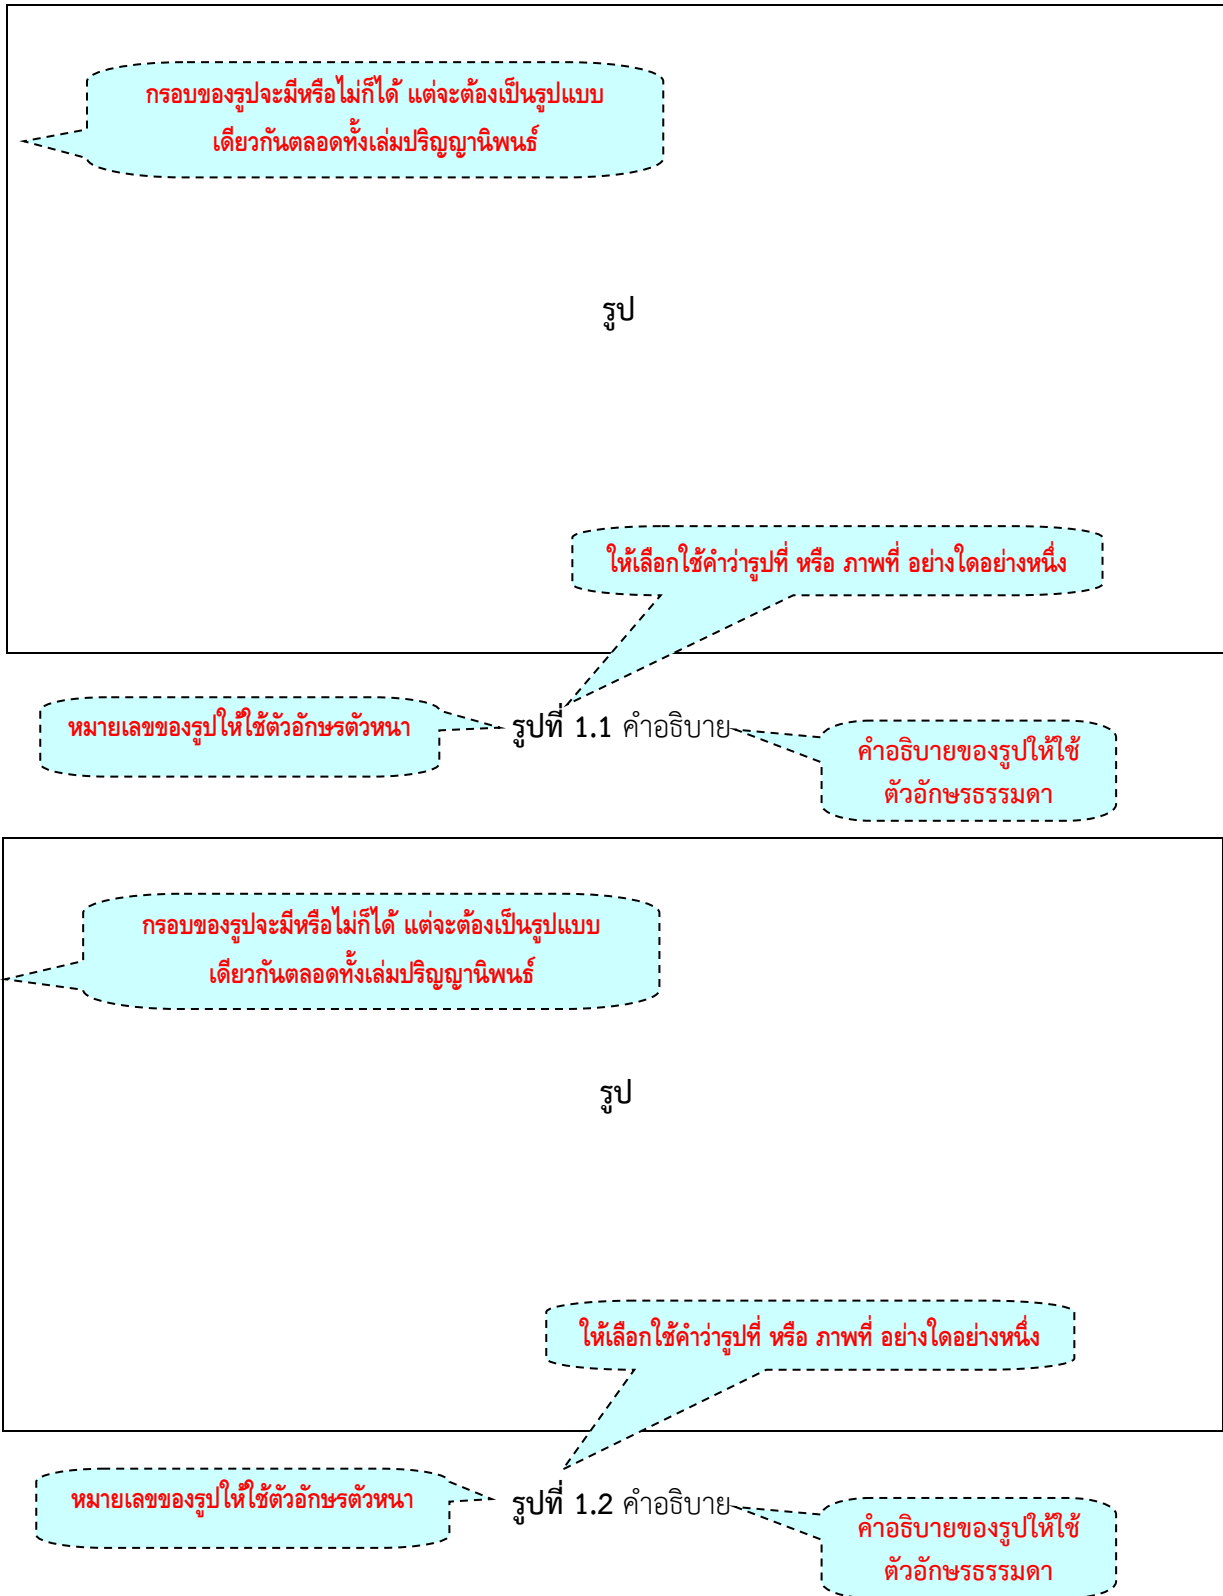 กรอบของรูปจะมีหรือไม่ก็ได้ แต่จะต้องเป็นรูปแบบ
เดียวกันตลอดทั้งเล่มปริญญานิพนธ์
รูป
ให้เลือกใช้คำว่ารูปที่ หรือ ภาพที่ อย่างใดอย่างหนึ่ง
หมายเลขของรูปให้ใช้ตัวอักษรตัวหนา
รูปที่ 1.1 คำอธิบาย
คำอธิบายของรูปให้ใช้
ตัวอักษรธรรมดา
กรอบของรูปจะมีหรือไม่ก็ได้ แต่จะต้องเป็นรูปแบบ
เดียวกันตลอดทั้งเล่มปริญญานิพนธ์
รูป
ให้เลือกใช้คำว่ารูปที่ หรือ ภาพที่ อย่างใดอย่างหนึ่ง
หมายเลขของรูปให้ใช้ตัวอักษรตัวหนา
รูปที่ 1.2 คำอธิบาย
คำอธิบายของรูปให้ใช้
ตัวอักษรธรรมดา